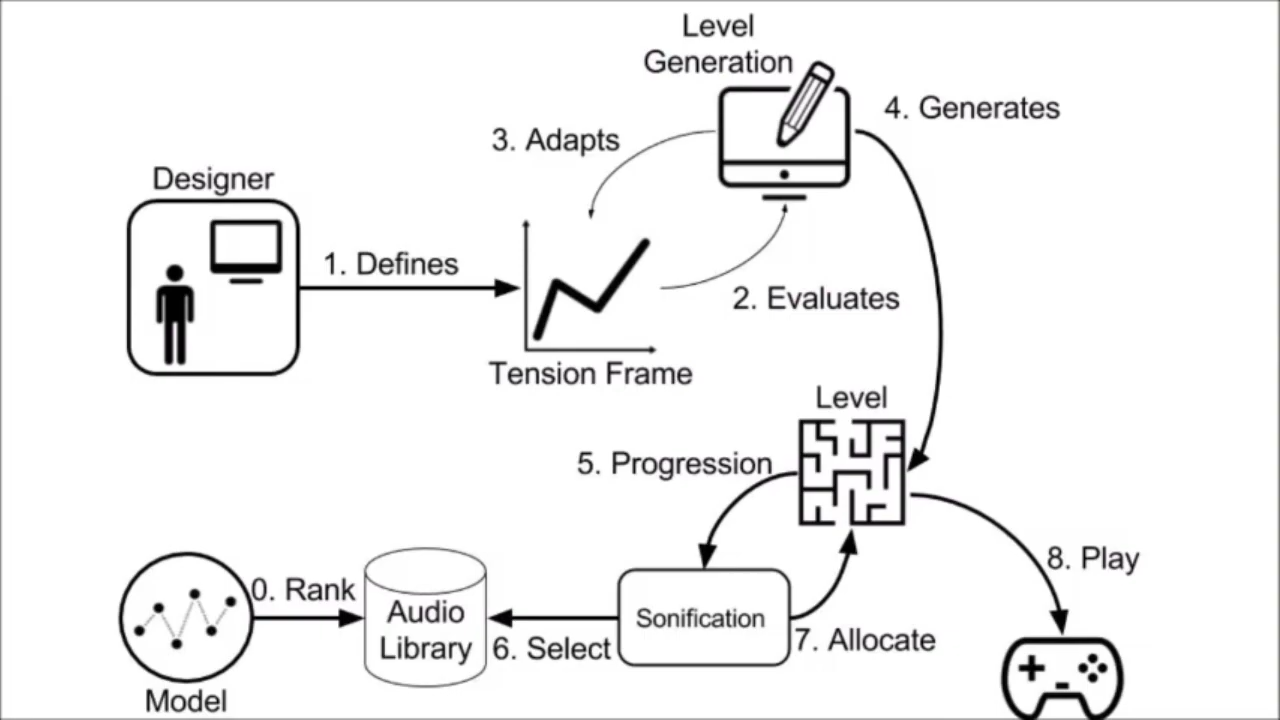 Level
Generation
4. Generates
3. Adapts
Designer
1. Defines
2. Evaluates
Tension Frame
Level
5. Progression
8. Play
0. Rank
Audio
Library
Sonification
6. Select
7. Allocate
Model